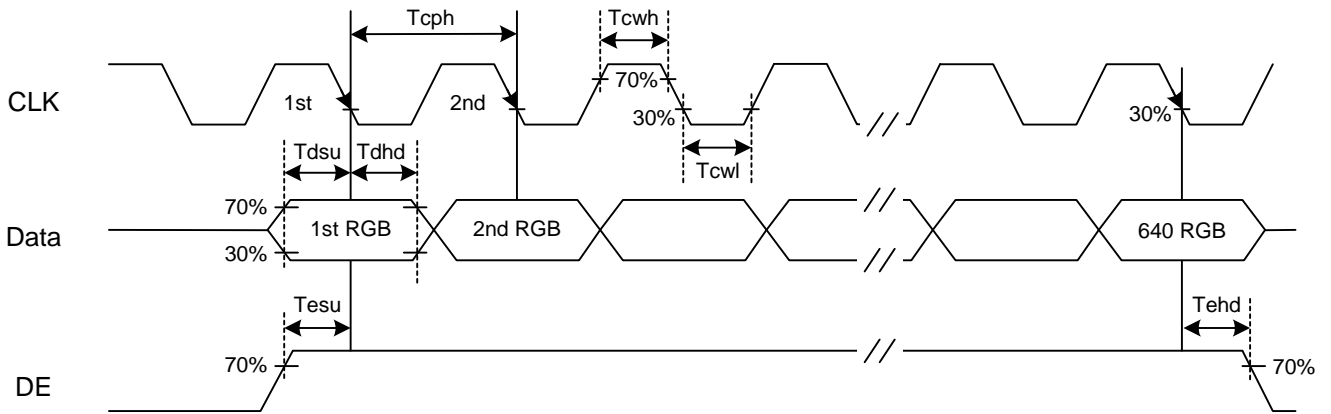 Tcph
Tcwh
CLK
1st
2nd
70%
30%
30%
Tdsu
Tdhd
Tcwl
70%
Data
1st RGB
2nd RGB
640 RGB
30%
Tesu
Tehd
70%
70%
DE